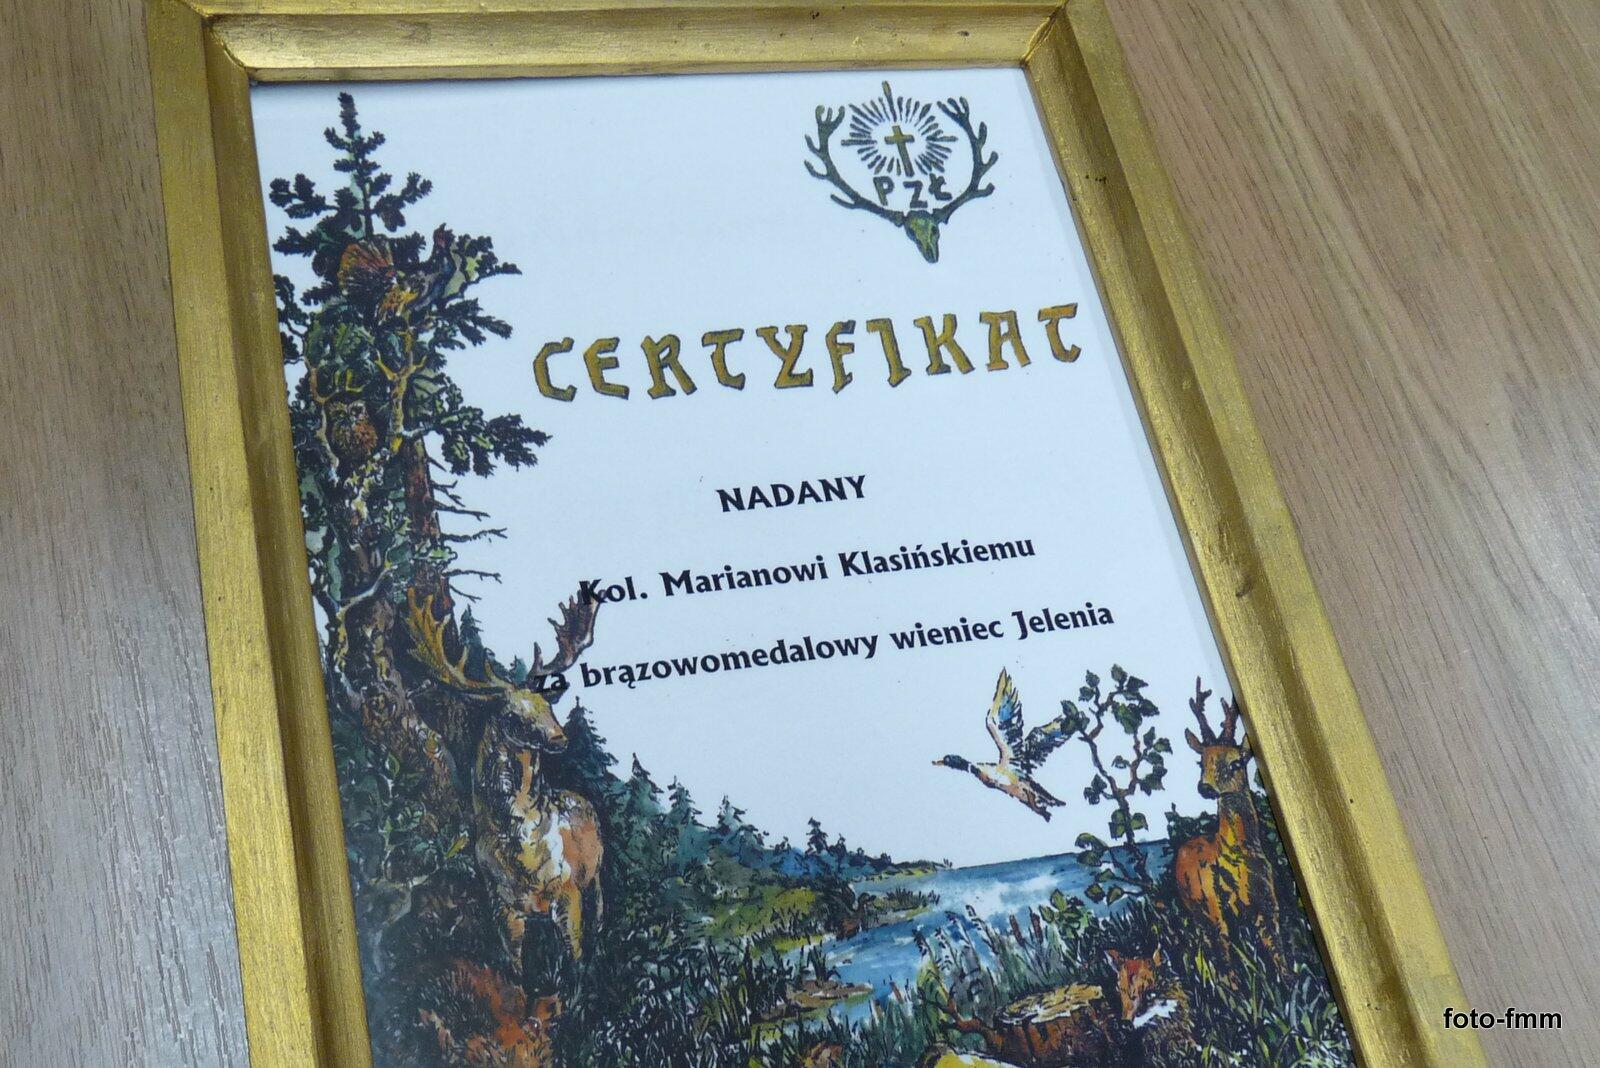 PZŁ
CERTYFIKAT
NADANY
Kol. Marianowi Klasińskiemu
za brązowomedalowy wieniec Jelenia
foto-fmm